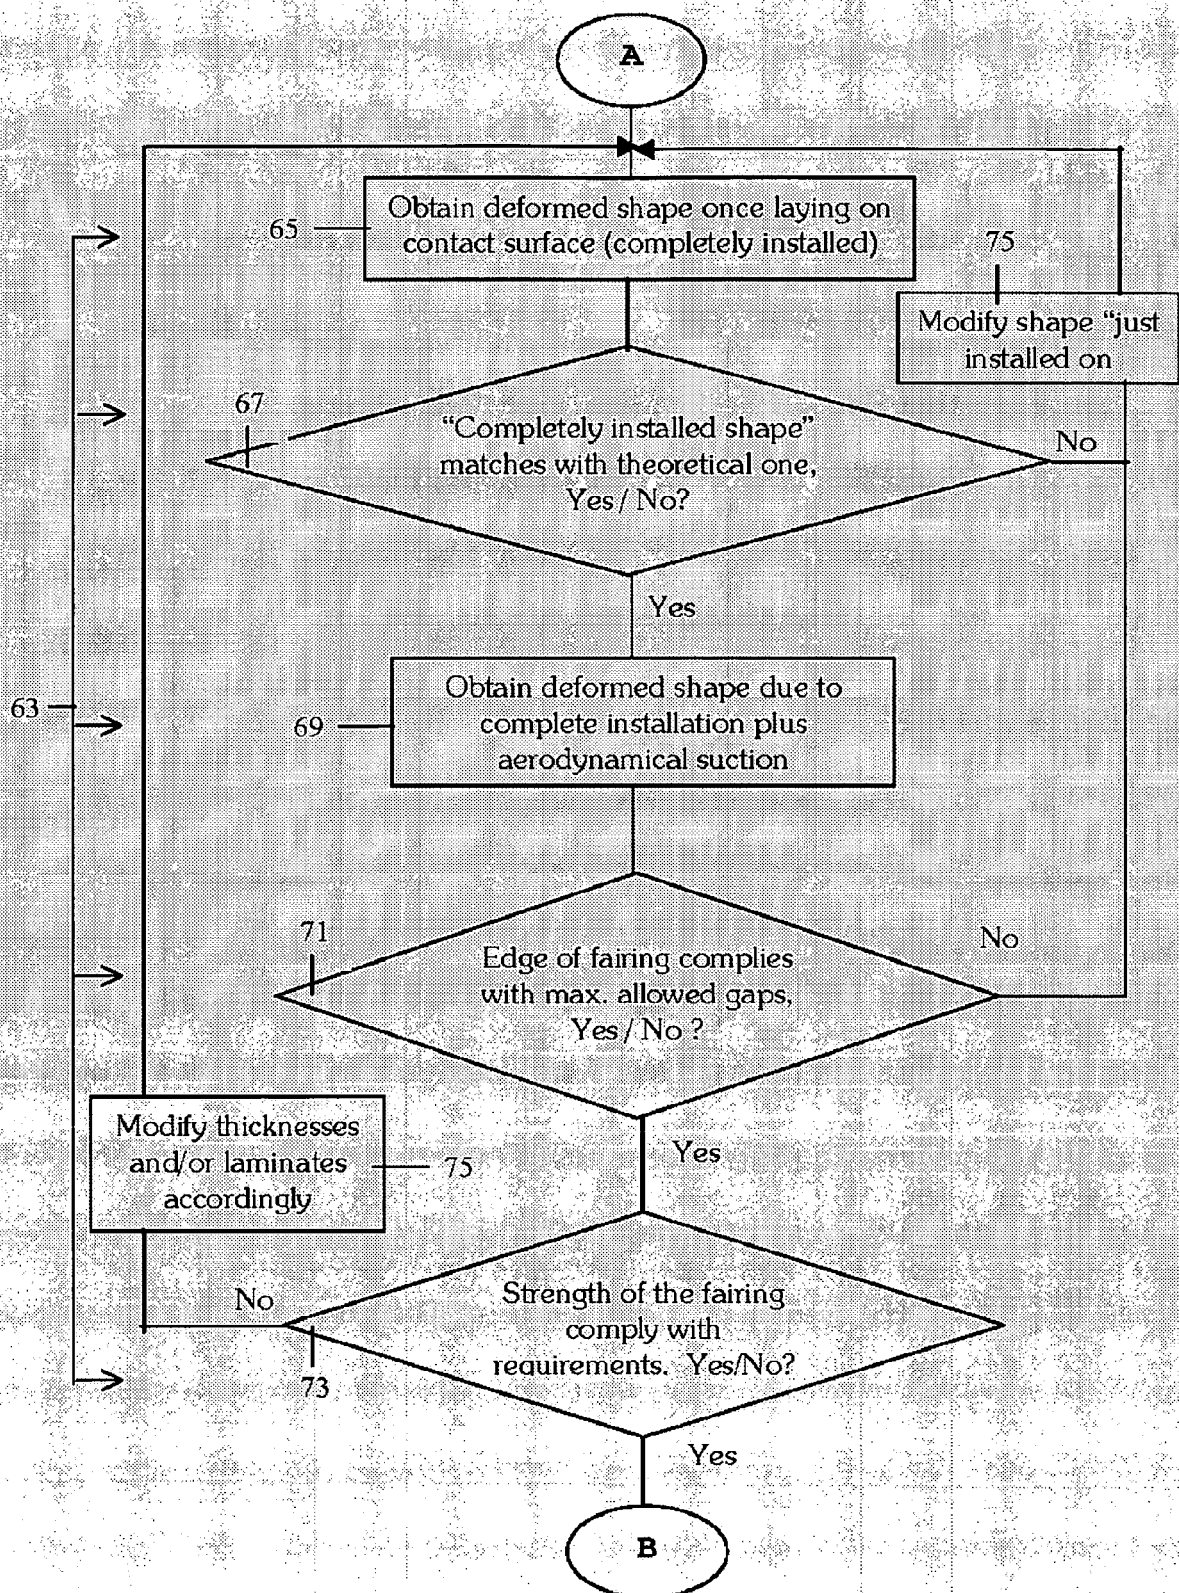 A
65
Obtain deformed shape once laying on
contact surface (completely installed)
75
Modify shape “just
installed on
67
“Completely installed shape”
matches with theoretical one,
Yes / No?
No
Yes
63
69
Obtain deformed shape due to
complete installation plus
aerodynamical suction
71
No
Edge of fairing complies
with max. allowed gaps,
Yes / No ?
Modify thicknesses
and/or laminates
accordingly
75
Yes
No
Strength of the fairing
comply with
requirements. Yes/No?
73
Yes
B